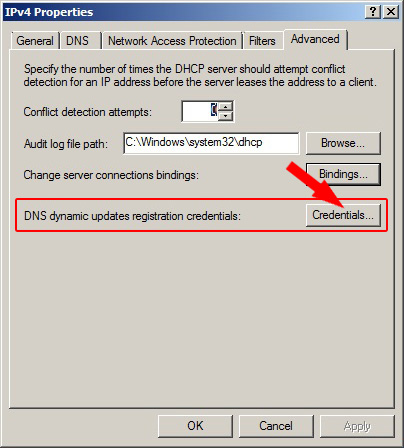 IPv4 Properties
General
DNS
Network Access Protection
Filters
Advanced
Specify the number of times the DHCP server should attempt conflict
detection for an IP address before the server leases the address to a client.
Conflict detection attempts:
Audit log file path:
C:\Windows\system32\dhcp
Browse...
Change server connections bindings:
Bindings...
DNS dynamic updates registration credentials:
Credentials...
OK
Cancel
Apply